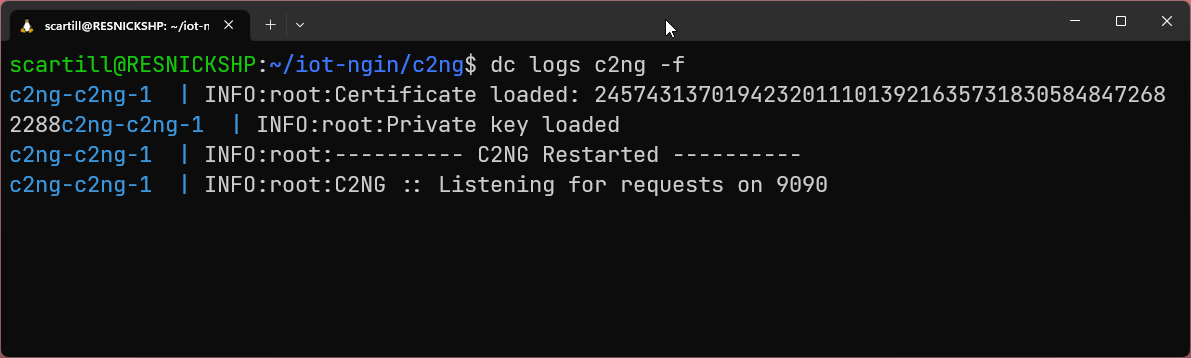 scartill@RESNICKSHP: ~/iot-n
scartill@RESNICKSHP:~/iot-ngin/c2ng$ dc logs c2ng -f
c2ng-c2ng-1  | INFO:root:Certificate loaded: 24574313701942320111013921635731830584847268
2288c2ng-c2ng-1  | INFO:root:Private key loaded
c2ng-c2ng-1  | INFO:root:---------- C2NG Restarted ----------
c2ng-c2ng-1  | INFO:root:C2NG :: Listening for requests on 9090